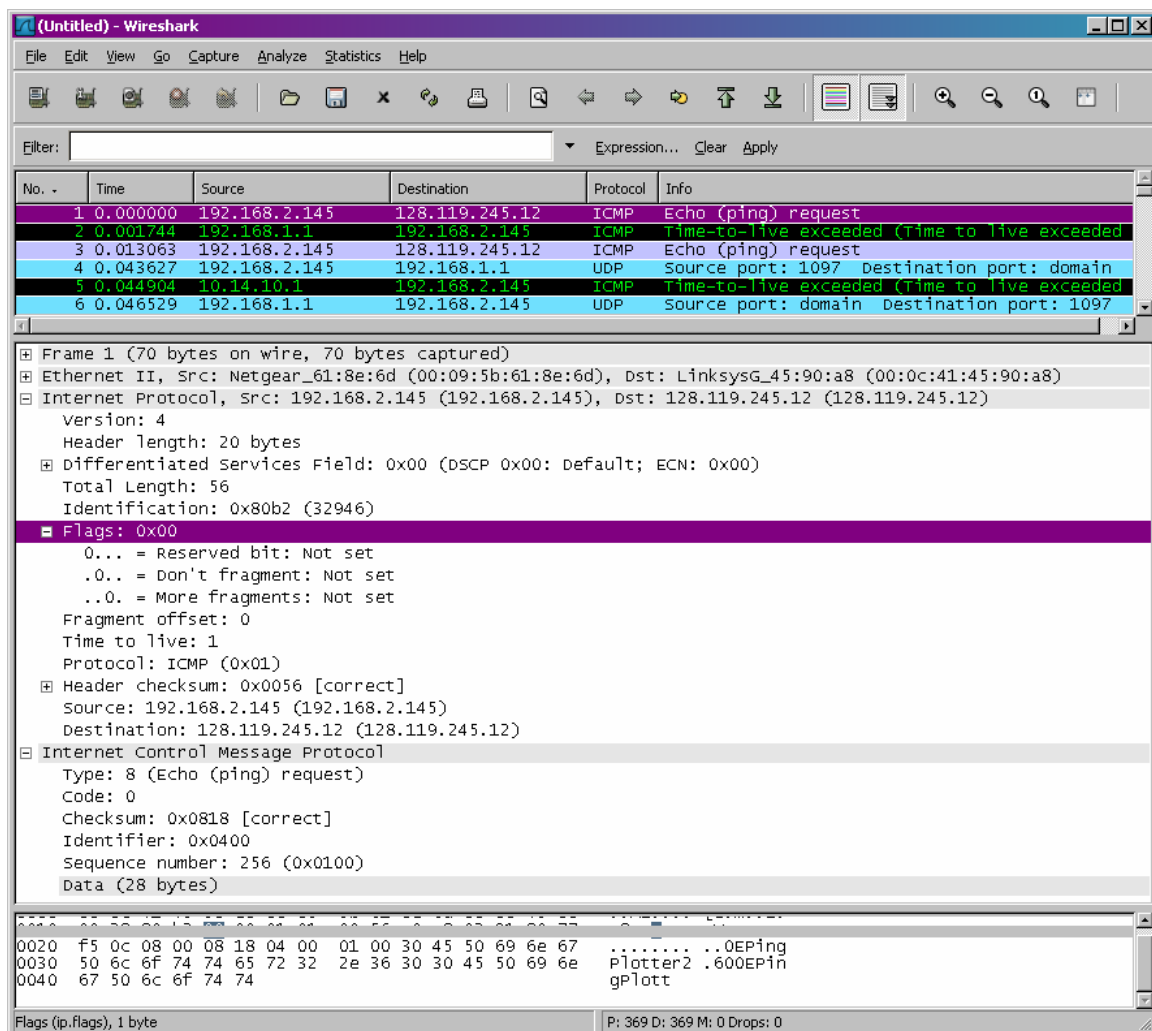 (Untitled) - Wireshark
File Edit View Go Capture Analyze Statistics Help
Filter: Expression... Clear Apply
No. Time Source Destination Protocol Info
1 0.000000 192.168.2.145 128.119.245.12 ICMP Echo (ping) request
2 0.001744 192.168.1.1 192.168.2.145 ICMP Time-to-live exceeded (Time to live exceeded
3 0.013063 192.168.2.145 128.119.245.12 ICMP Echo (ping) request
4 0.043627 192.168.2.145 192.168.1.1 UDP Source port: 1097 Destination port: domain
5 0.044904 10.14.10.1 192.168.2.145 ICMP Time-to-live exceeded (Time to live exceeded
6 0.046529 192.168.1.1 192.168.2.145 UDP Source port: domain Destination port: 1097
Frame 1 (70 bytes on wire, 70 bytes captured)
Ethernet II, Src: Netgear_61:8e:6d (00:09:5b:61:8e:6d), Dst: LinksysG_45:90:a8 (00:0c:41:45:90:a8)
Internet Protocol, Src: 192.168.2.145 (192.168.2.145), Dst: 128.119.245.12 (128.119.245.12)
Version: 4
Header length: 20 bytes
Differentiated Services Field: 0x00 (DSCP 0x00: Default; ECN: 0x00)
Total Length: 56
Identification: 0x80b2 (32946)
Flags: 0x00
0... = Reserved bit: Not set
.0.. = Don't fragment: Not set
..0. = More fragments: Not set
Fragment offset: 0
Time to live: 1
Protocol: ICMP (0x01)
Header checksum: 0x0056 [correct]
Source: 192.168.2.145 (192.168.2.145)
Destination: 128.119.245.12 (128.119.245.12)
Internet Control Message Protocol
Type: 8 (Echo (ping) request)
Code: 0
Checksum: 0x0818 [correct]
Identifier: 0x0400
Sequence number: 256 (0x0100)
Data (28 bytes)
0020 f5 0c 08 00 08 18 04 00 01 00 30 45 50 69 6e 67 ........ ..0EPing
0030 50 6c 6f 74 74 65 72 32 2e 36 30 30 45 50 69 6e Plotter2 .600EPin
0040 67 50 6c 6f 74 74 gPlott
Flags (ip.flags), 1 byte P: 369 D: 369 M: 0 Drops: 0